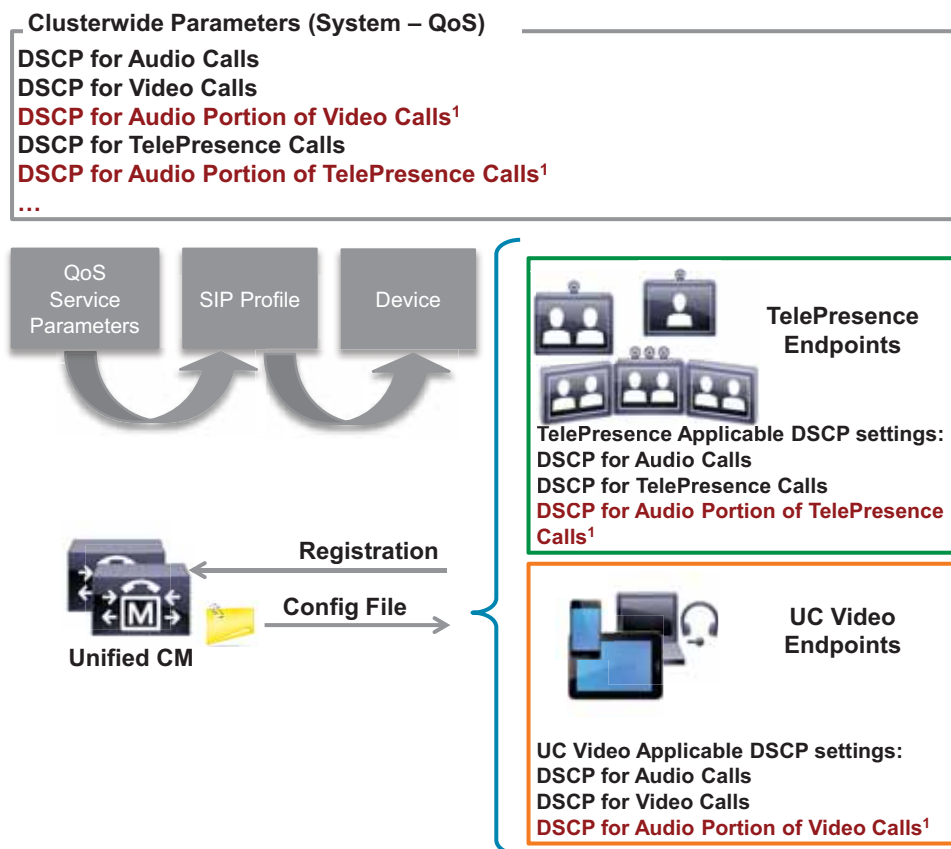 Clusterwide Parameters (System – QoS)
DSCP for Audio Calls
DSCP for Video Calls
DSCP for Audio Portion of Video Calls¹
DSCP for TelePresence Calls
DSCP for Audio Portion of TelePresence Calls¹
…
QoS
Service
Parameters
SIP Profile
Device
TelePresence
Endpoints
TelePresence Applicable DSCP settings:
DSCP for Audio Calls
DSCP for TelePresence Calls
DSCP for Audio Portion of TelePresence
Calls¹
Registration
Config File
M
Unified CM
UC Video
Endpoints
UC Video Applicable DSCP settings:
DSCP for Audio Calls
DSCP for Video Calls
DSCP for Audio Portion of Video Calls¹